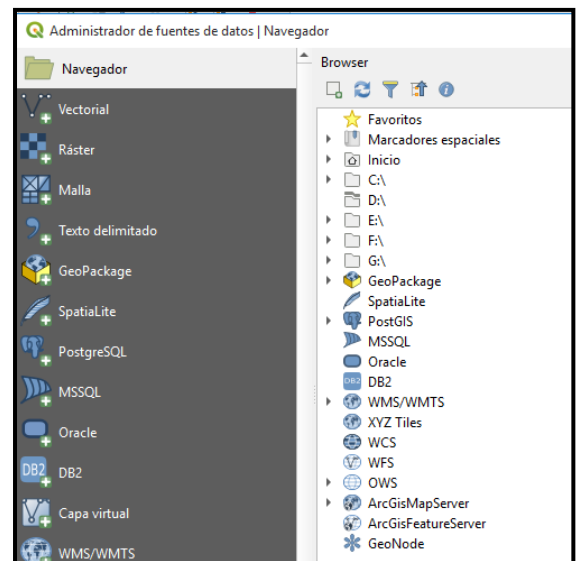 Administrador de fuentes de datos | Navegador
Navegador
Vectorial
Ráster
Malla
Texto delimitado
GeoPackage
SpatiaLite
PostgreSQL
MSSQL
Oracle
DB2
DB2
Capa virtual
WMS/WMTS
Browser
Favoritos
Marcadores espaciales
Inicio
C:\
D:\
E:\
F:\
G:\
GeoPackage
SpatiaLite
PostGIS
MSSQL
Oracle
DB2 DB2
WMS/WMTS
XYZ Tiles
WCS
WFS
OWS
ArcGisMapServer
ArcGisFeatureServer
GeoNode